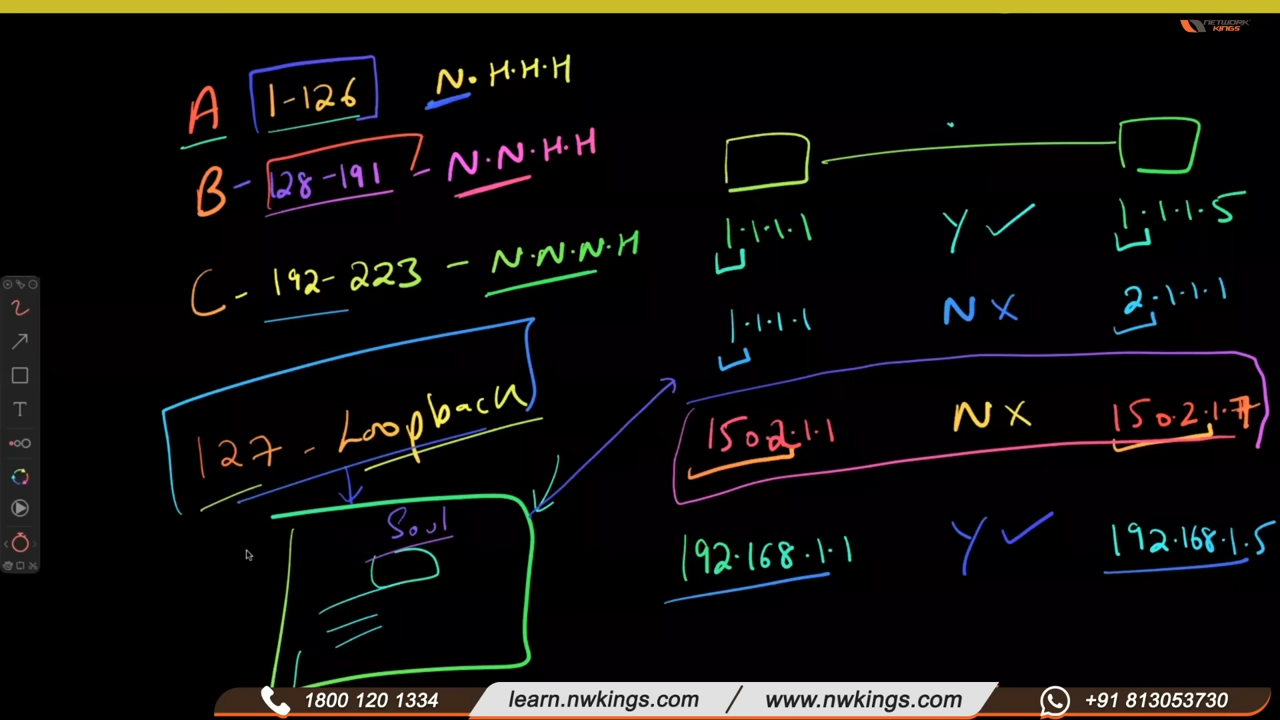 NETWORK
KINGS
A 1-126 N.H.H.H
B - 128-191 - N.N.H.H
C - 192-223 - N.N.N.H
127 - Loopback
Soul
1.1.1.1 Y ✓ 1.1.1.5
1.1.1.1 N X 2.1.1.1
150.2.1.1 N X 150.2.1.7
192.168.1.1 Y ✓ 192.168.1.5
T
1800 120 1334 learn.nwkings.com / www.nwkings.com +91 813053730